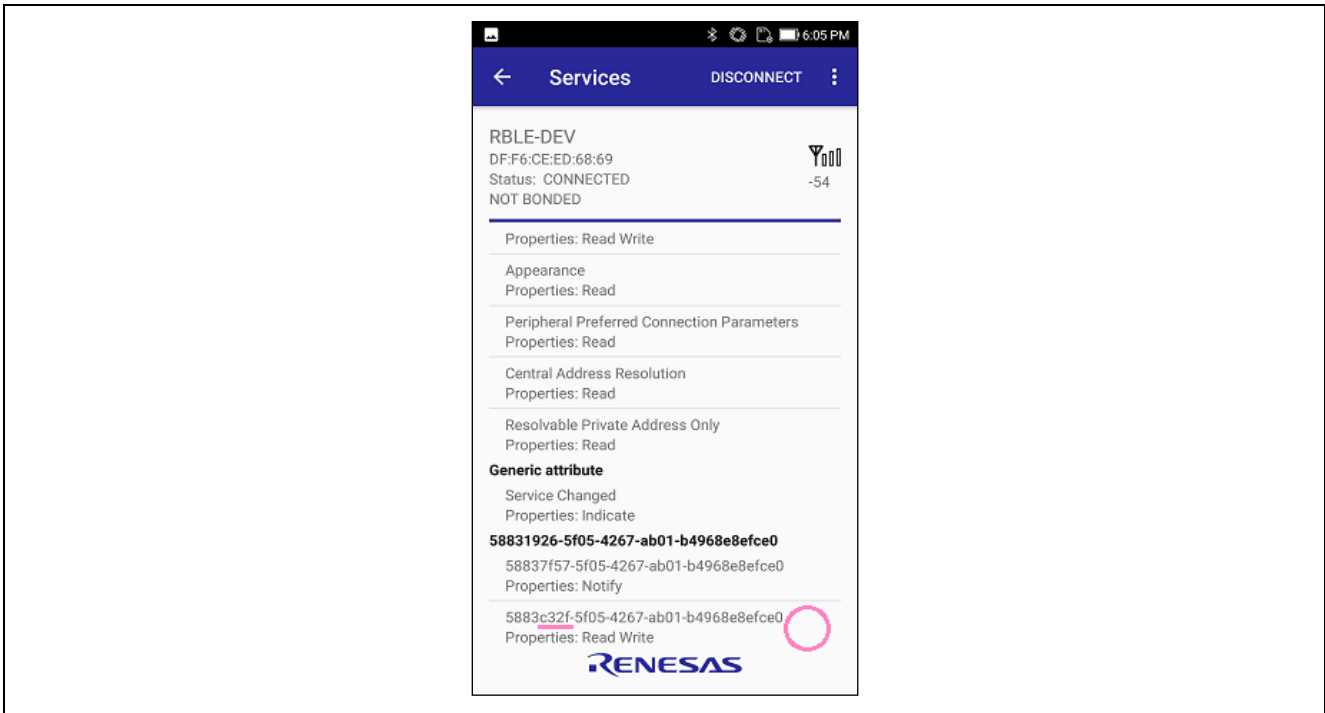 6:05 PM
Services DISCONNECT
RBLE-DEV
DF:F6:CE:ED:68:69
Status: CONNECTED
-54
NOT BONDED
Properties: Read Write
Appearance
Properties: Read
Peripheral Preferred Connection Parameters
Properties: Read
Central Address Resolution
Properties: Read
Resolvable Private Address Only
Properties: Read
Generic attribute
Service Changed
Properties: Indicate
58831926-5f05-4267-ab01-b4968e8efce0
58837f57-5f05-4267-ab01-b4968e8efce0
Properties: Notify
5883c32f-5f05-4267-ab01-b4968e8efce0
Properties: Read Write
RENESAS